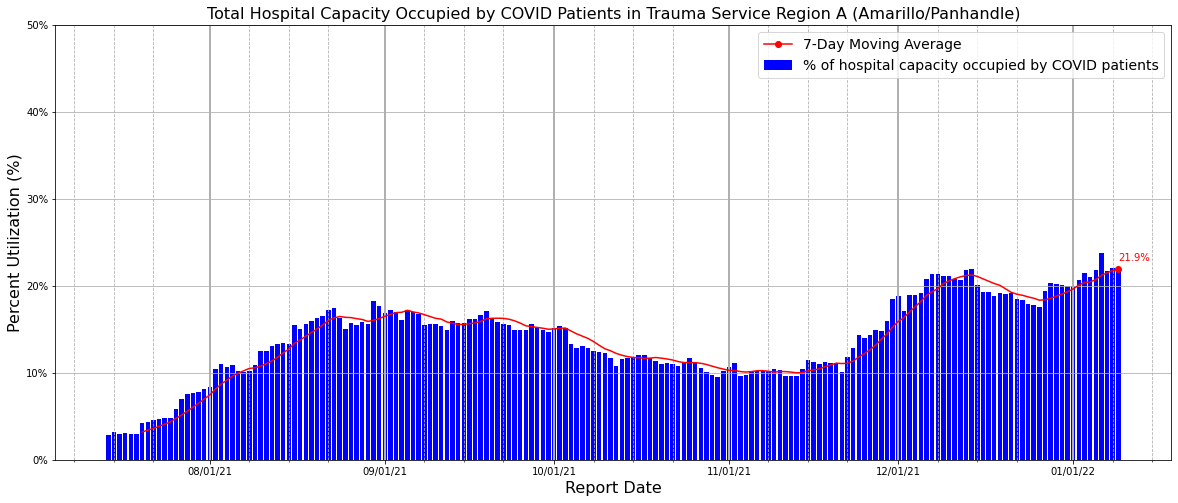 Total Hospital Capacity Occupied by COVID Patients in Trauma Service Region A (Amarillo/Panhandle)
50%
40%
30%
20%
10%
0%
Percent Utilization (%)
7-Day Moving Average
% of hospital capacity occupied by COVID patients
21.9%
08/01/21
09/01/21
10/01/21
11/01/21
12/01/21
01/01/22
Report Date